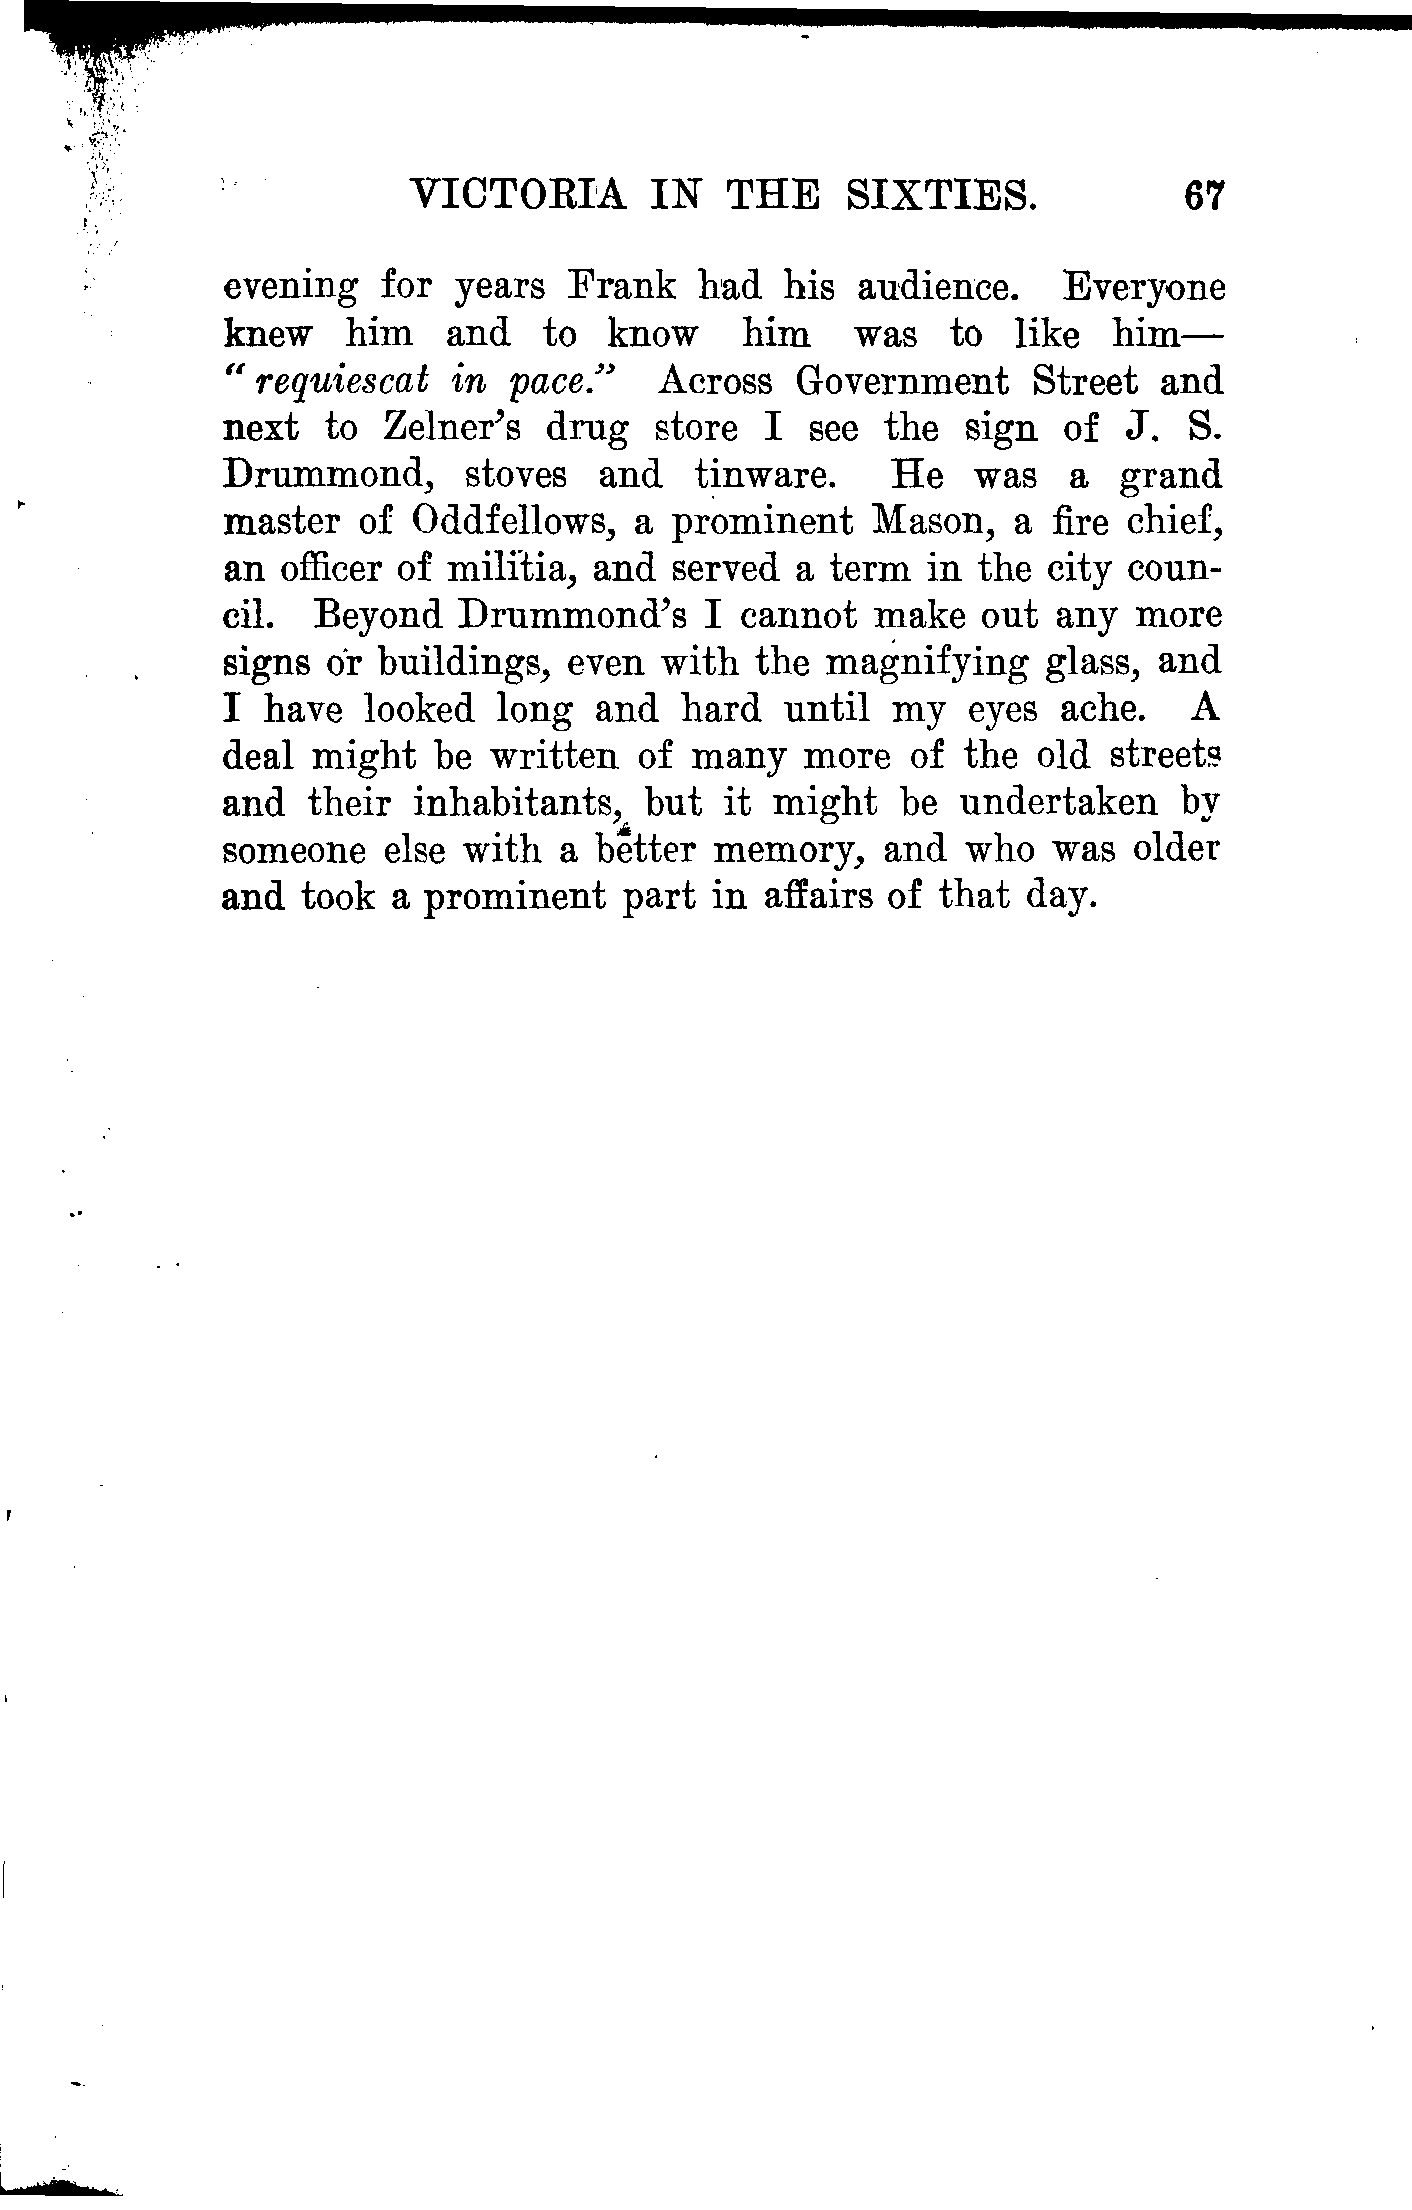 VICTORIA IN THE SIXTIES. 67
evening for years Frank had his audience. Everyone
knew him and to know him was to like him—
"requiescat in pace." Across Government Street and
next to Zelner's drug store I see the sign of J. S.
Drummond, stoves and tinware. He was a grand
master of Oddfellows, a prominent Mason, a fire chief,
an officer of militia, and served a term in the city coun-
cil. Beyond Drummond's I cannot make out any more
signs or buildings, even with the magnifying glass, and
I have looked long and hard until my eyes ache. A
deal might be written of many more of the old streets
and their inhabitants, but it might be undertaken by
someone else with a better memory, and who was older
and took a prominent part in affairs of that day.